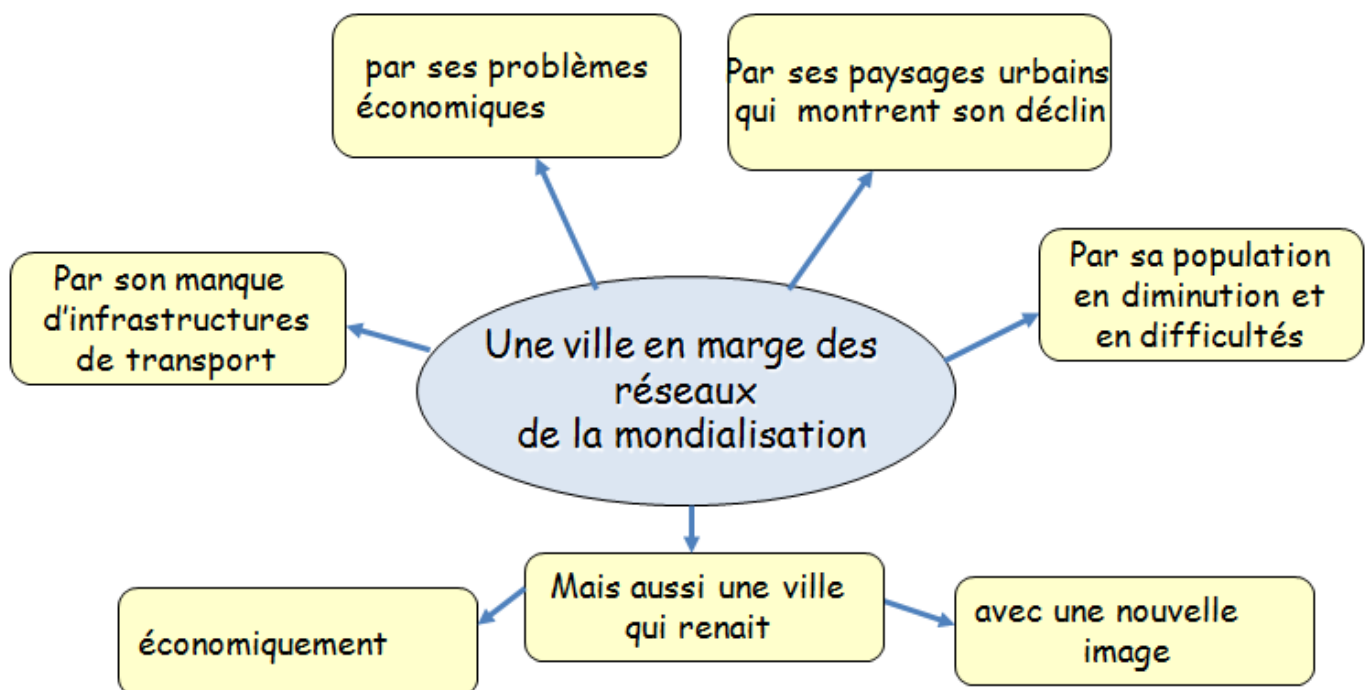 par ses problèmes
économiques
Par ses paysages urbains
qui montrent son déclin
Par son manque
d'infrastructures
de transport
Par sa population
en diminution et
en difficultés
Une ville en marge des
réseaux
de la mondialisation
Mais aussi une ville
qui renait
économiquement
avec une nouvelle
image